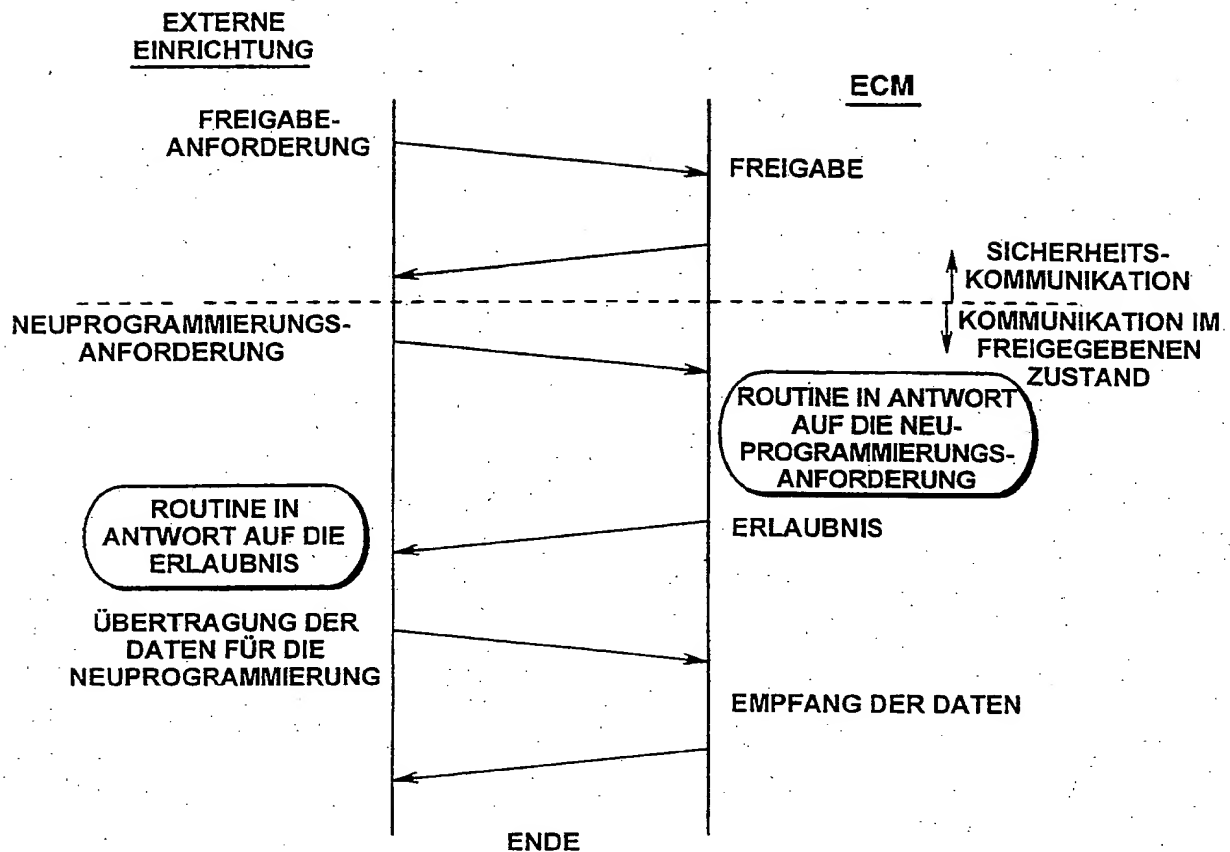 EXTERNE
EINRICHTUNG
ECM
FREIGABE-
ANFORDERUNG
FREIGABE
SICHERHEITS-
KOMMUNIKATION
NEUPROGRAMMIERUNGS-
ANFORDERUNG
KOMMUNIKATION IM
FREIGEGEBENEN
ZUSTAND
ROUTINE IN ANTWORT
AUF DIE NEU-
PROGRAMMIERUNGS-
ANFORDERUNG
ROUTINE IN
ANTWORT AUF DIE
ERLAUBNIS
ERLAUBNIS
ÜBERTRAGUNG DER
DATEN FÜR DIE
NEUPROGRAMMIERUNG
EMPFANG DER DATEN
ENDE